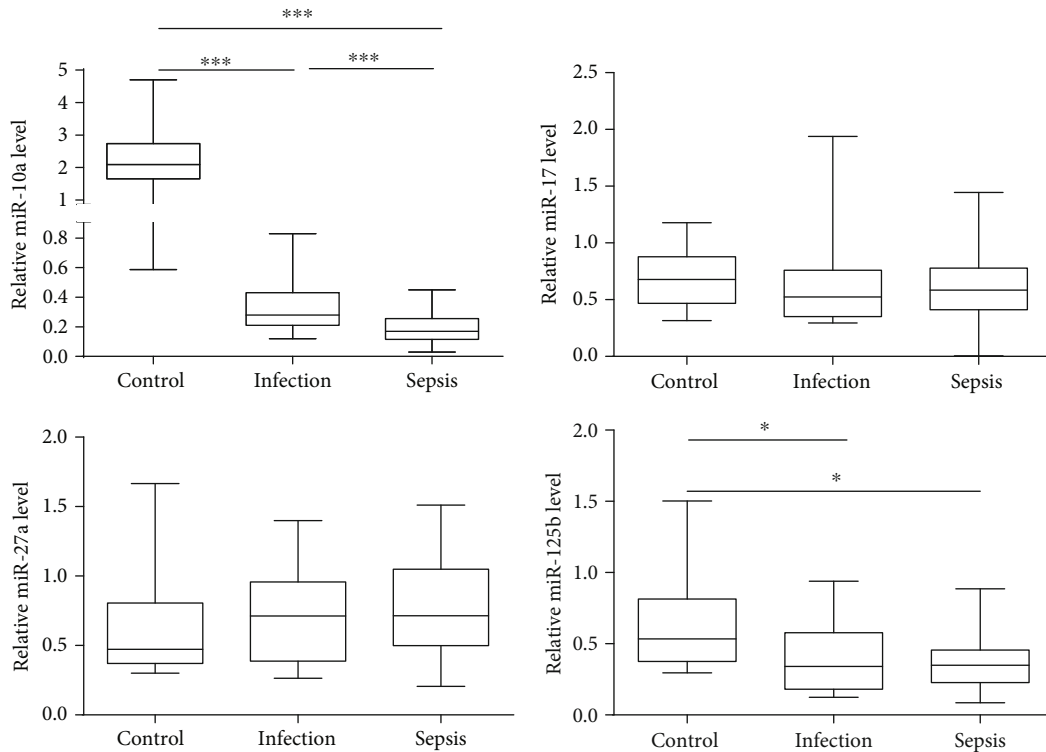 ***
***
***
5
4
3
2
1
0.8
0.6
0.4
0.2
0.0
Relative miR-10a level
Control
Infection
Sepsis
2.5
2.0
1.5
1.0
0.5
0.0
Relative miR-17 level
Control
Infection
Sepsis
2.0
1.5
1.0
0.5
0.0
Relative miR-27a level
Control
Infection
Sepsis
*
*
2.0
1.5
1.0
0.5
0.0
Relative miR-125b level
Control
Infection
Sepsis